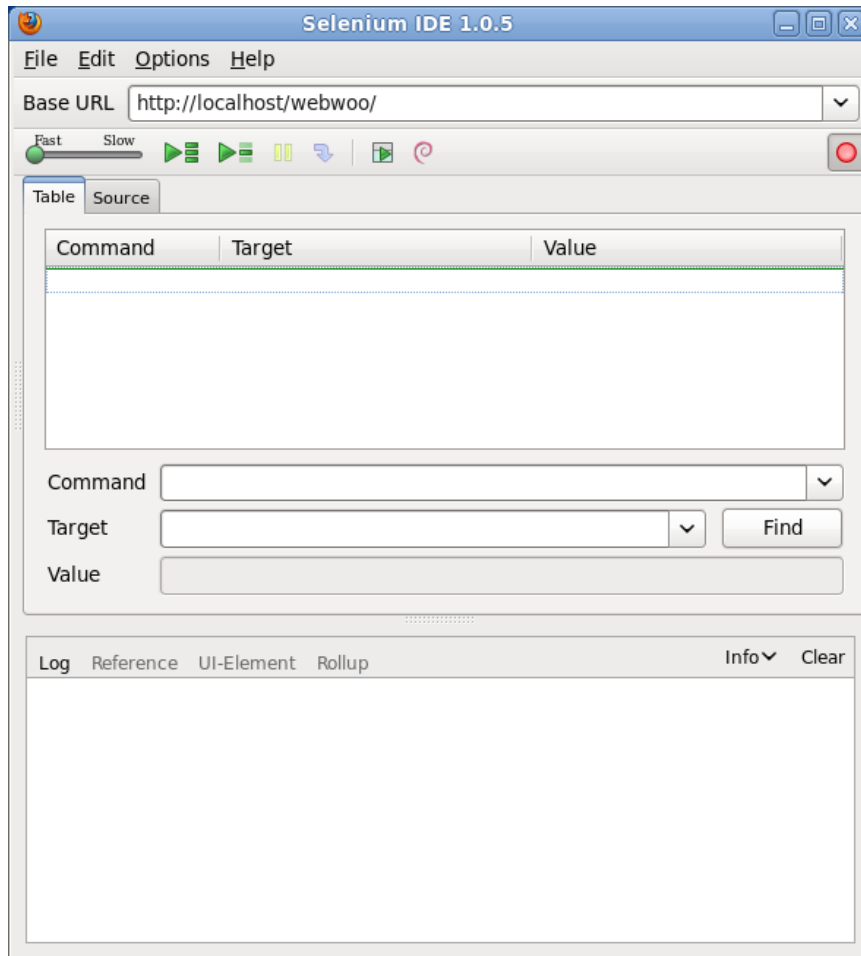 Selenium IDE 1.0.5
File Edit Options Help
Base URL http://localhost/webwoo/
Fast Slow
Table Source
Command Target Value
Command
Target Find
Value
Log Reference UI-Element Rollup Info Clear